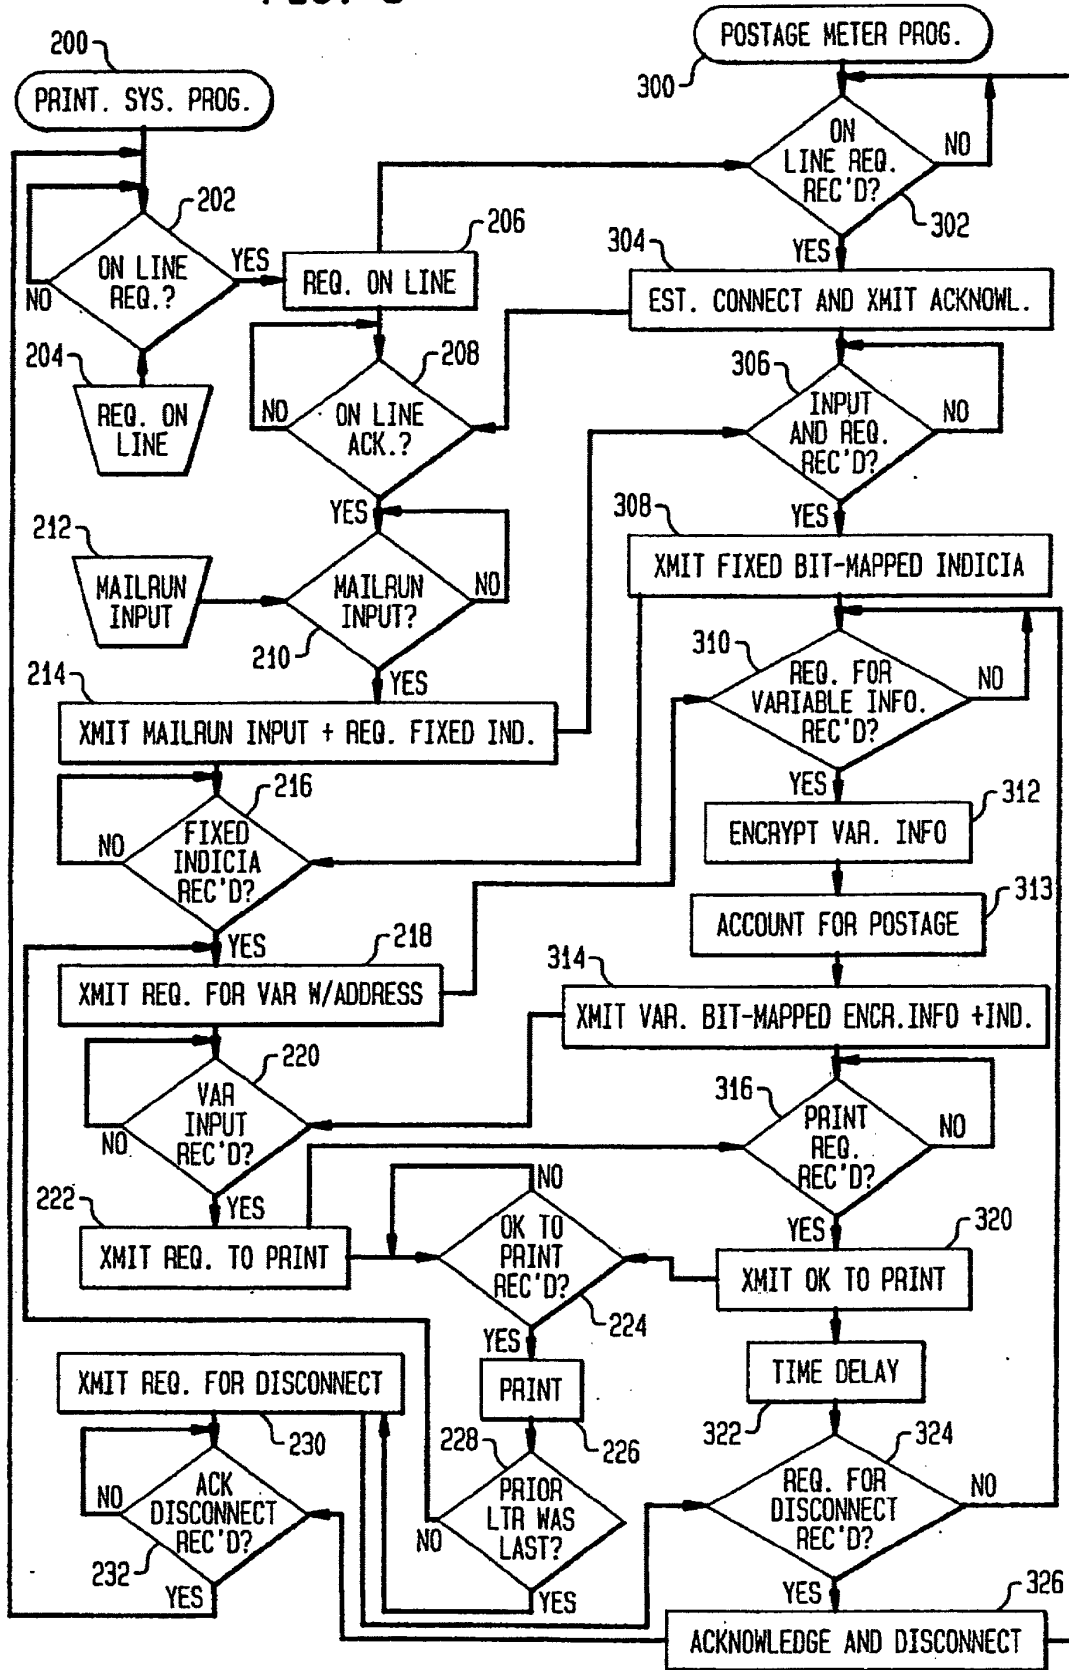 200
PRINT. SYS. PROG.
202
ON LINE
REQ.?
YES
NO
204
REQ. ON
LINE
206
REQ. ON LINE
208
ON LINE
ACK.?
NO
YES
212
MAILRUN
INPUT
MAILRUN
INPUT?
NO
210
YES
214
XMIT MAILRUN INPUT + REQ. FIXED IND.
216
FIXED
INDICIA
REC'D?
NO
YES
218
XMIT REQ. FOR VAR W/ADDRESS
220
VAR
INPUT
REC'D?
NO
YES
222
XMIT REQ. TO PRINT
NO
OK TO
PRINT
REC'D?
224
YES
PRINT
226
228
PRIOR
LTR WAS
LAST?
NO
YES
XMIT REQ. FOR DISCONNECT
230
ACK
DISCONNECT
REC'D?
NO
232
YES
POSTAGE METER PROG.
300
ON
LINE REQ.
REC'D?
NO
302
YES
304
EST. CONNECT AND XMIT ACKNOWL.
306
INPUT
AND REQ.
REC'D?
NO
YES
308
XMIT FIXED BIT-MAPPED INDICIA
310
REQ. FOR
VARIABLE INFO.
REC'D?
NO
YES
312
ENCRYPT VAR. INFO
313
ACCOUNT FOR POSTAGE
314
XMIT VAR. BIT-MAPPED ENCR.INFO +IND.
316
PRINT
REQ.
REC'D?
NO
YES
320
XMIT OK TO PRINT
TIME DELAY
322
324
REQ. FOR
DISCONNECT
REC'D?
NO
YES
326
ACKNOWLEDGE AND DISCONNECT